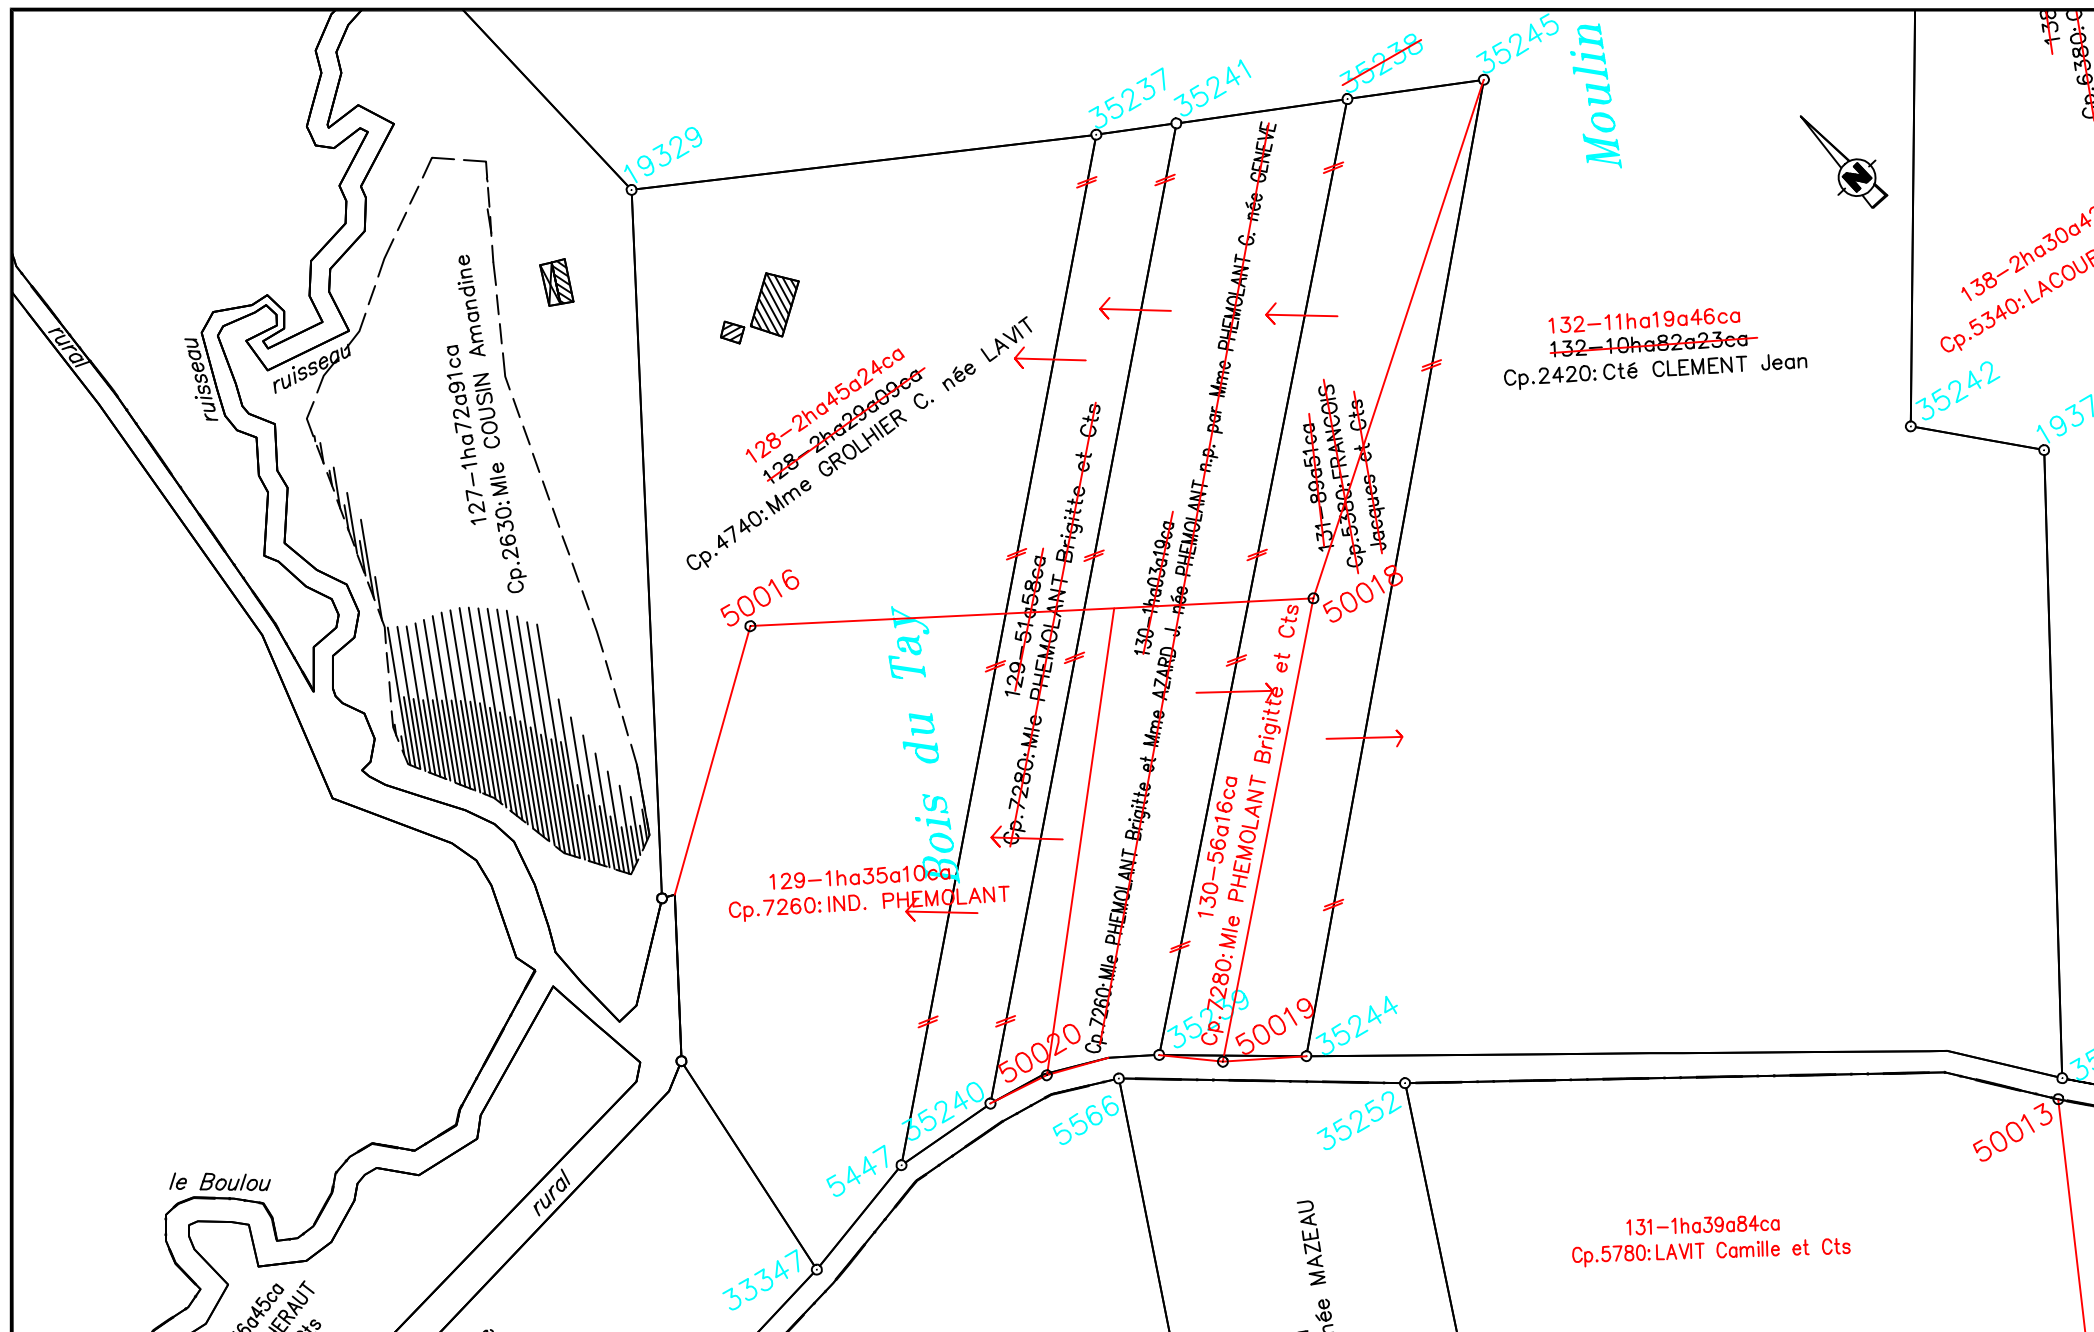 35237
35241
35238
35245
Moulin
19329
N
138-2ha30a4
Cp.5340:LACOUR
Cp.6380:
rural
ruisseau
ruisseau
127-1ha72a91ca
Cp.2630:Mle COUSIN Amandine
128-2ha45a24ca
128-2ha29a09ca
Cp.4740:Mme GROLHIER C. née LAVIT
132-11ha19a46ca
132-10ha82a23ca
Cp.2420:Cté CLEMENT Jean
35242
1937
131-89a51ca
Cp.5380:FRANCOIS
Jacques et Cts
50016
50018
Bois du Tay
129-51a58ca
Cp.7280:Mle PHEMOLANT Brigitte et Cts
130-1ha03a19ca
Cp.7260:Mle PHEMOLANT Brigitte et Mme AZARD J. née PHEMOLANT n.p. par Mme PHEMOLANT G. née GENEVE
129-1ha35a10ca
Cp.7260:IND. PHEMOLANT
130-56a16ca
Cp.7280:Mle PHEMOLANT Brigitte et Cts
35239
50019
35244
50020
35240
5447
5566
35252
50013
33347
le Boulou
rural
née MAZEAU
131-1ha39a84ca
Cp.5780:LAVIT Camille et Cts